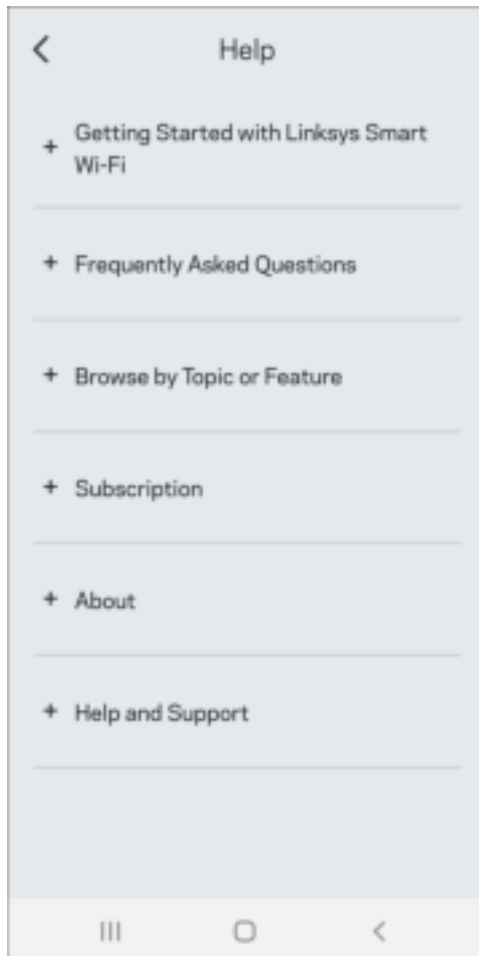 Help
Getting Started with Linksys Smart
Wi-Fi
Frequently Asked Questions
Browse by Topic or Feature
Subscription
About
Help and Support